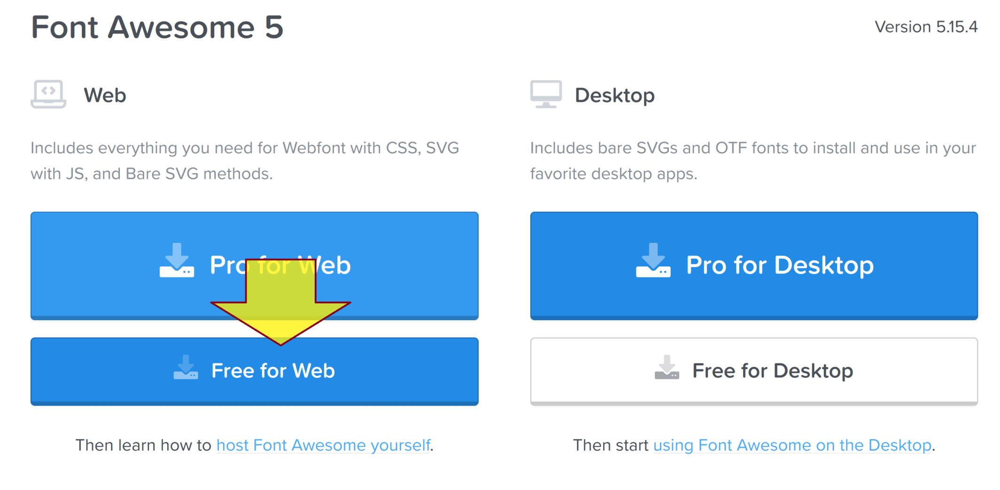 Font Awesome 5
Version 5.15.4
Web
Includes everything you need for Webfont with CSS, SVG
with JS, and Bare SVG methods.
Pro for Web
Free for Web
Then learn how to host Font Awesome yourself.
Desktop
Includes bare SVGs and OTF fonts to install and use in your
favorite desktop apps.
Pro for Desktop
Free for Desktop
Then start using Font Awesome on the Desktop.